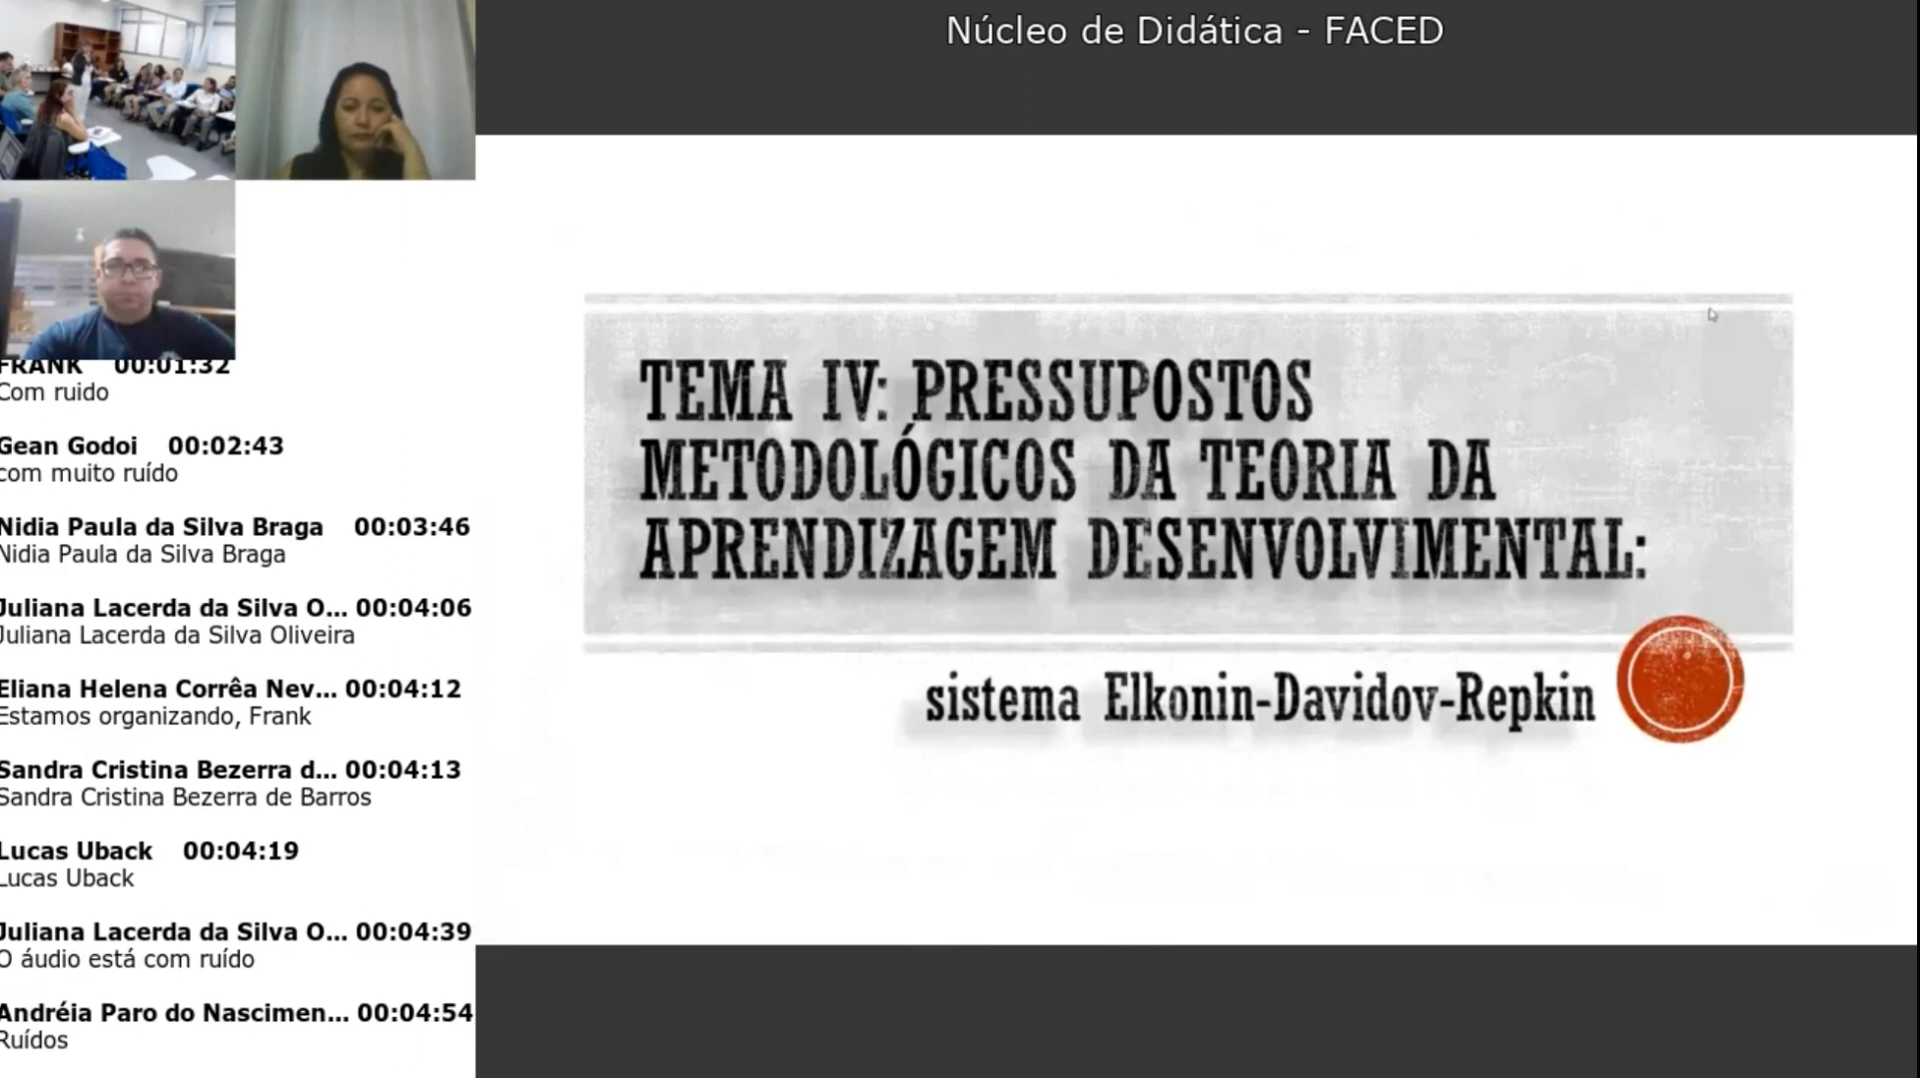 Núcleo de Didática - FACED
FRANK 00:01:32
Com ruido
Gean Godoi 00:02:43
com muito ruído
Nidia Paula da Silva Braga 00:03:46
Nidia Paula da Silva Braga
Juliana Lacerda da Silva O... 00:04:06
Juliana Lacerda da Silva Oliveira
Eliana Helena Corrêa Nev... 00:04:12
Estamos organizando, Frank
Sandra Cristina Bezerra d... 00:04:13
Sandra Cristina Bezerra de Barros
Lucas Uback 00:04:19
Lucas Uback
Juliana Lacerda da Silva O... 00:04:39
O áudio está com ruído
Andréia Paro do Nascimen... 00:04:54
Ruídos
TEMA IV: PRESSUPOSTOS
METODOLÓGICOS DA TEORIA DA
APRENDIZAGEM DESENVOLVIMENTAL:
sistema Elkonin-Davidov-Repkin